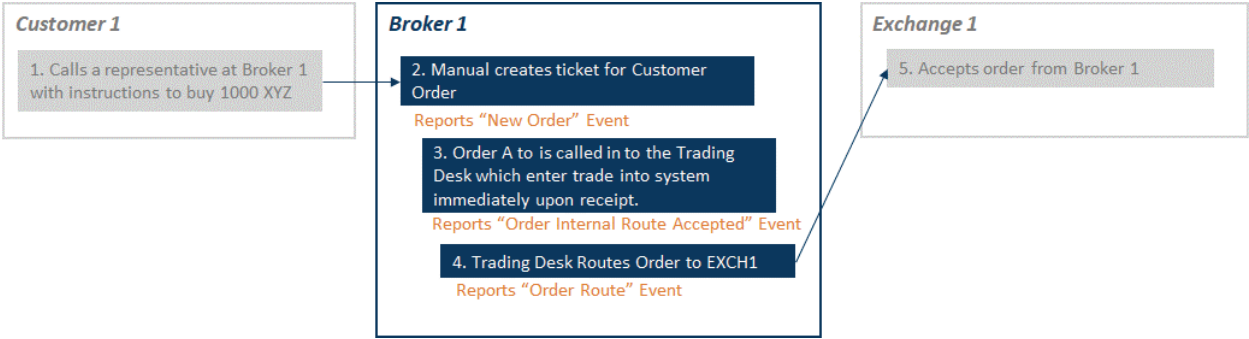 Customer 1
1. Calls a representative at Broker 1
with instructions to buy 1000 XYZ
Broker 1
2. Manual creates ticket for Customer
Order
Reports “New Order” Event
3. Order A to is called in to the Trading
Desk which enter trade into system
immediately upon receipt.
Reports “Order Internal Route Accepted” Event
4. Trading Desk Routes Order to EXCH1
Reports “Order Route” Event
Exchange 1
5. Accepts order from Broker 1